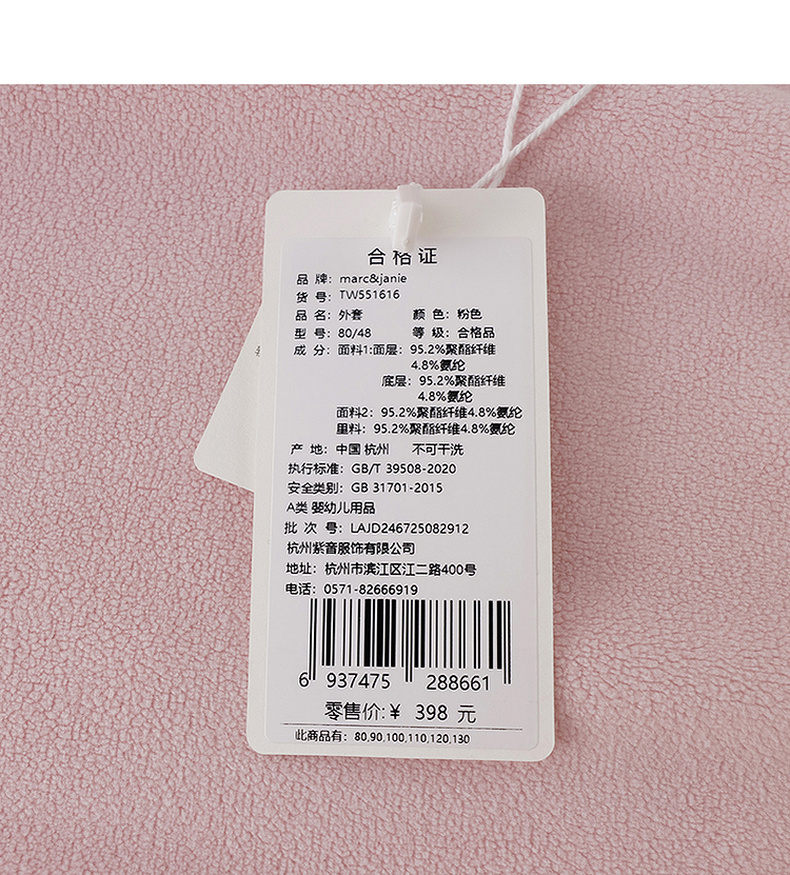 合格证
品 牌: marc&janie
货 号: TW551616
品 名: 外套 颜 色: 粉色
型 号: 80/48 等 级: 合格品
成 分: 面料1:面层: 95.2%聚酯纤维
4.8%氨纶
底层: 95.2%聚酯纤维
4.8%氨纶
面料2: 95.2%聚酯纤维4.8%氨纶
里料: 95.2%聚酯纤维4.8%氨纶
产 地: 中国 杭州 不可干洗
执行标准: GB/T 39508-2020
安全类别: GB 31701-2015
A类 婴幼儿用品
批 次 号: LAJD246725082912
杭州紫音服饰有限公司
地址: 杭州市滨江区江二路400号
电话: 0571-82666919
6 937475 288661
零售价:¥ 398 元
此商品有: 80,90,100,110,120,130